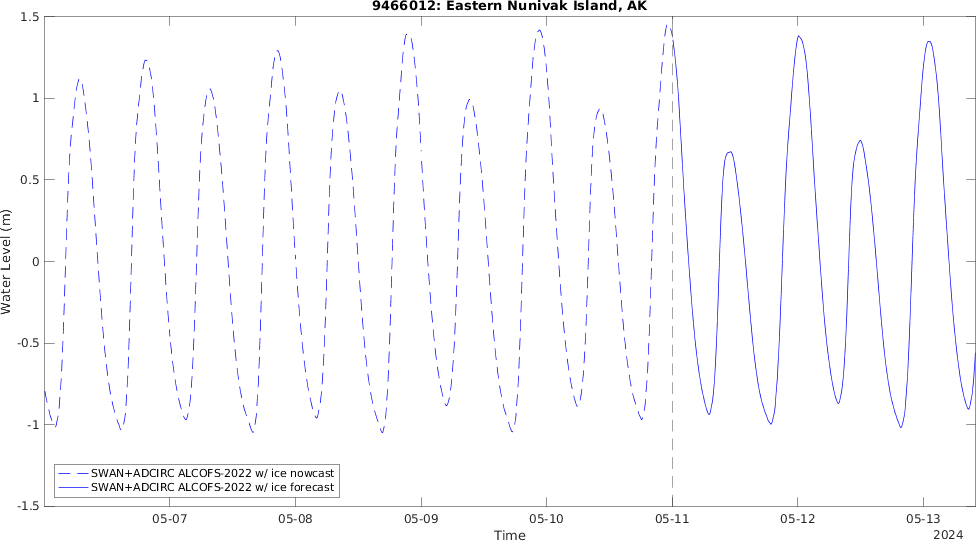 9466012: Eastern Nunivak Island, AK
1.5
1
0.5
0
-0.5
-1
-1.5
Water Level (m)
SWAN+ADCIRC ALCOFS-2022 w/ ice nowcast
SWAN+ADCIRC ALCOFS-2022 w/ ice forecast
05-07 05-08 05-09 05-10 05-11 05-12 05-13
Time
2024